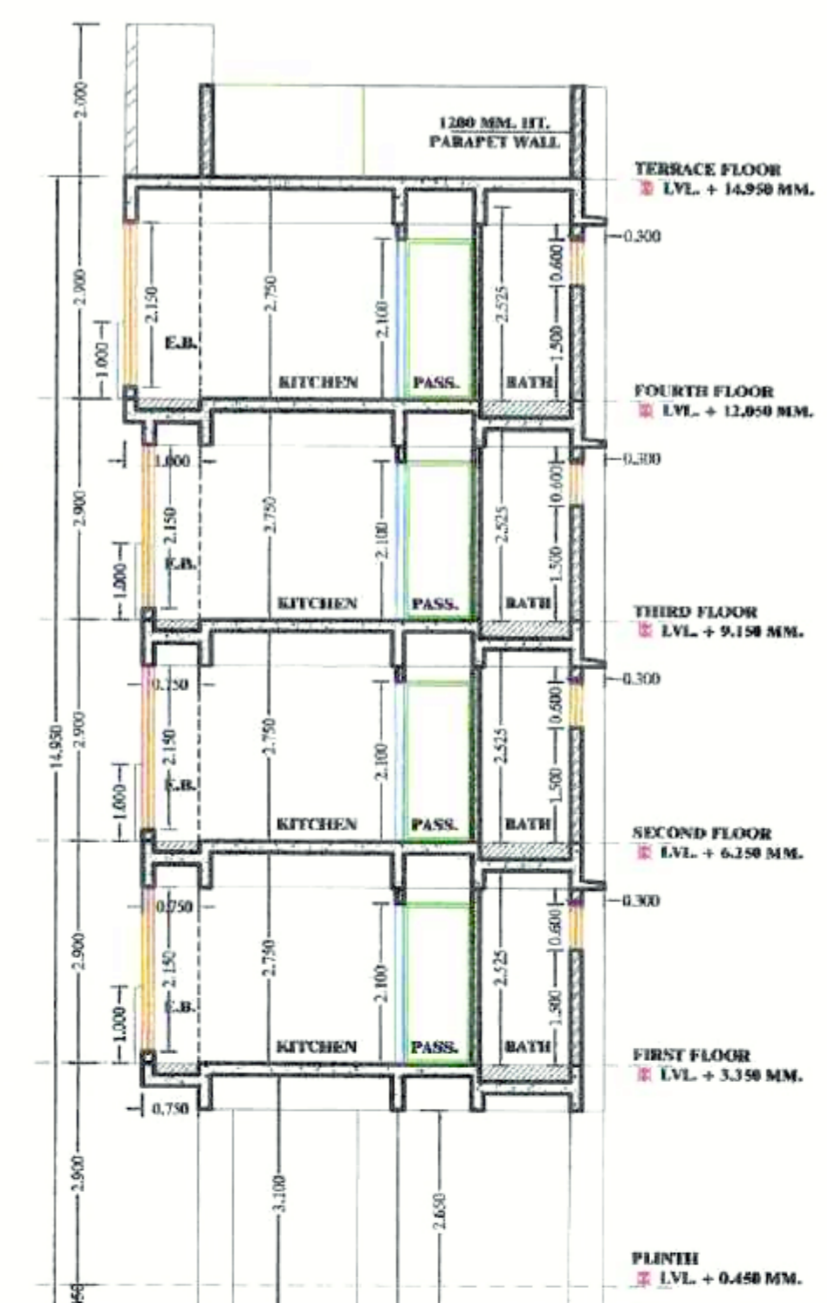 2.000
1200 MM. HT.
PARAPET WALL
TERRACE FLOOR
LVL. + 14.950 MM.
0.300
2.900
2.150
2.750
2.100
2.525
0.600
1.500
1.000
E.B.
KITCHEN
PASS.
BATH
FOURTH FLOOR
LVL. + 12.050 MM.
1.000
0.300
2.900
2.150
2.750
2.100
2.525
0.600
1.500
1.000
E.B.
KITCHEN
PASS.
BATH
THIRD FLOOR
LVL. + 9.150 MM.
0.750
0.300
14.950
2.900
2.150
2.750
2.100
2.525
0.600
1.500
1.000
E.B.
KITCHEN
PASS.
BATH
SECOND FLOOR
LVL. + 6.250 MM.
0.750
0.300
2.900
2.150
2.750
2.100
2.525
0.600
1.500
1.000
E.B.
KITCHEN
PASS.
BATH
FIRST FLOOR
LVL. + 3.350 MM.
0.750
2.900
3.100
2.650
PLINTH
LVL. + 0.450 MM.